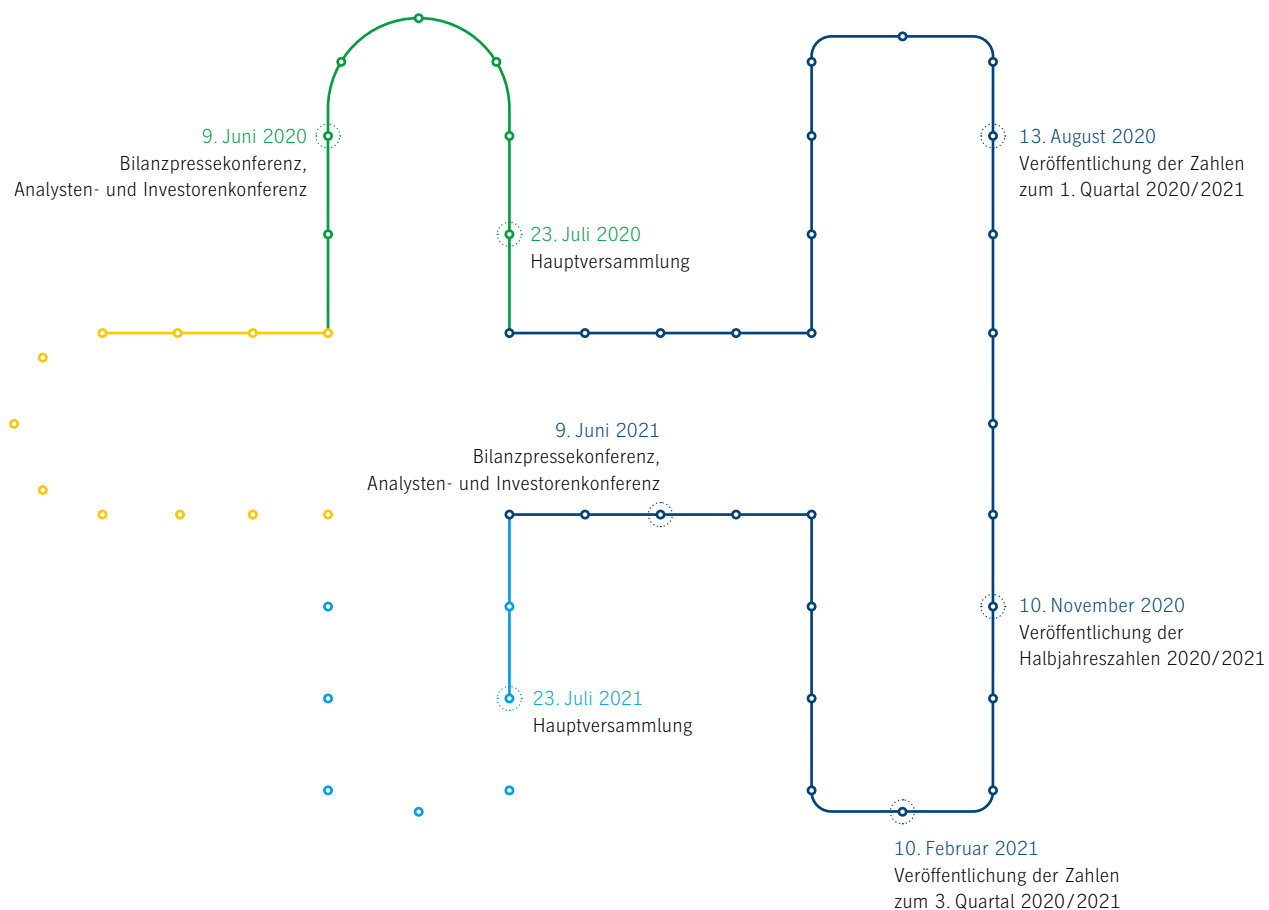 9. Juni 2020
Bilanzpressekonferenz,
Analysten- und Investorenkonferenz
23. Juli 2020
Hauptversammlung
13. August 2020
Veröffentlichung der Zahlen
zum 1. Quartal 2020/2021
10. November 2020
Veröffentlichung der
Halbjahreszahlen 2020/2021
10. Februar 2021
Veröffentlichung der Zahlen
zum 3. Quartal 2020/2021
9. Juni 2021
Bilanzpressekonferenz,
Analysten- und Investorenkonferenz
23. Juli 2021
Hauptversammlung